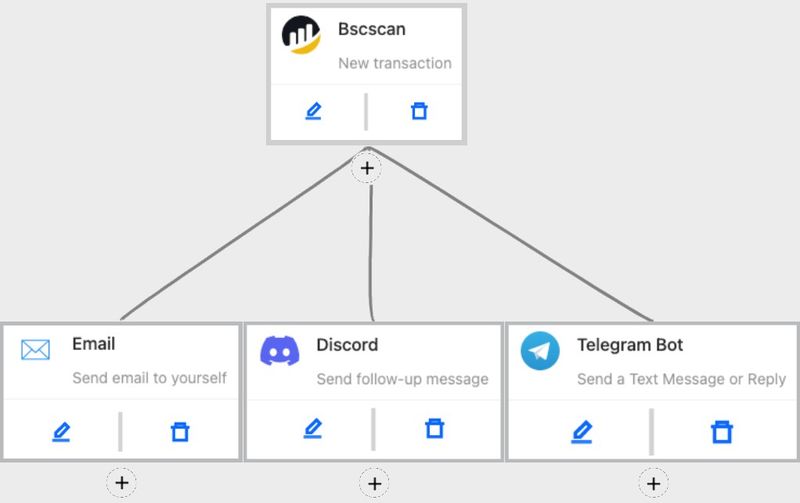 Bscscan
New transaction
Email
Send email to yourself
Discord
Send follow-up message
Telegram Bot
Send a Text Message or Reply